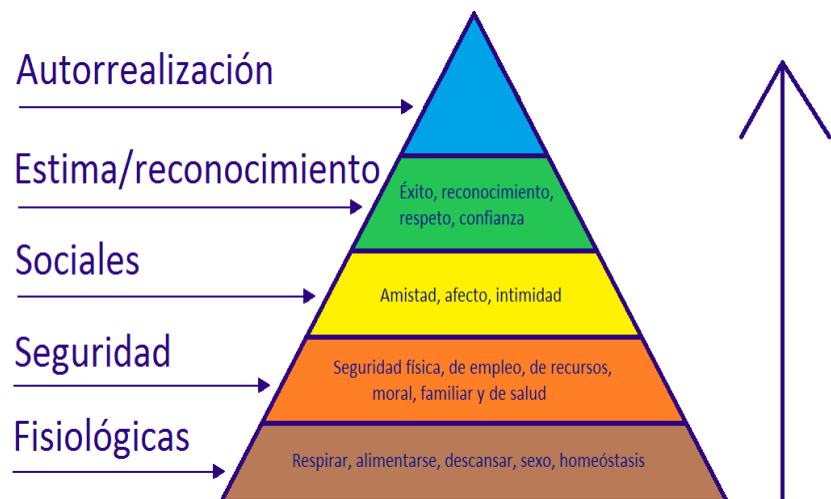 Autorrealización
Estima/reconocimiento
Éxito, reconocimiento,
respeto, confianza
Sociales
Amistad, afecto, intimidad
Seguridad
Seguridad física, de empleo, de recursos,
moral, familiar y de salud
Fisiológicas
Respirar, alimentarse, descansar, sexo, homeóstasis